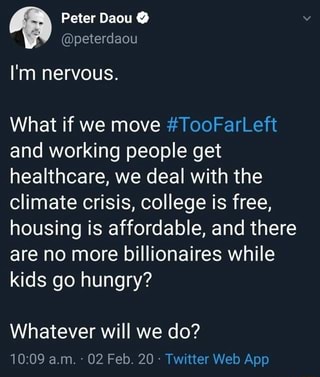 Peter Daou
@peterdaou
I'm nervous.
What if we move #TooFarLeft
and working people get
healthcare, we deal with the
climate crisis, college is free,
housing is affordable, and there
are no more billionaires while
kids go hungry?
Whatever will we do?
10:09 a.m. · 02 Feb. 20 · Twitter Web App